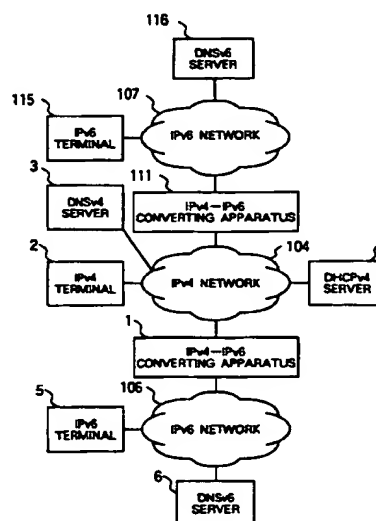 116
DNSv6
SERVER
107
115
IPv6
TERMINAL
IPv6 NETWORK
3
111
DNSv4
SERVER
IPv4-IPv6
CONVERTING APPARATUS
2
104
IPv4
TERMINAL
IPv4 NETWORK
DHCPv4
SERVER
1
IPv4-IPv6
CONVERTING APPARATUS
106
5
IPv6
TERMINAL
IPv6 NETWORK
6
DNSv6
SERVER